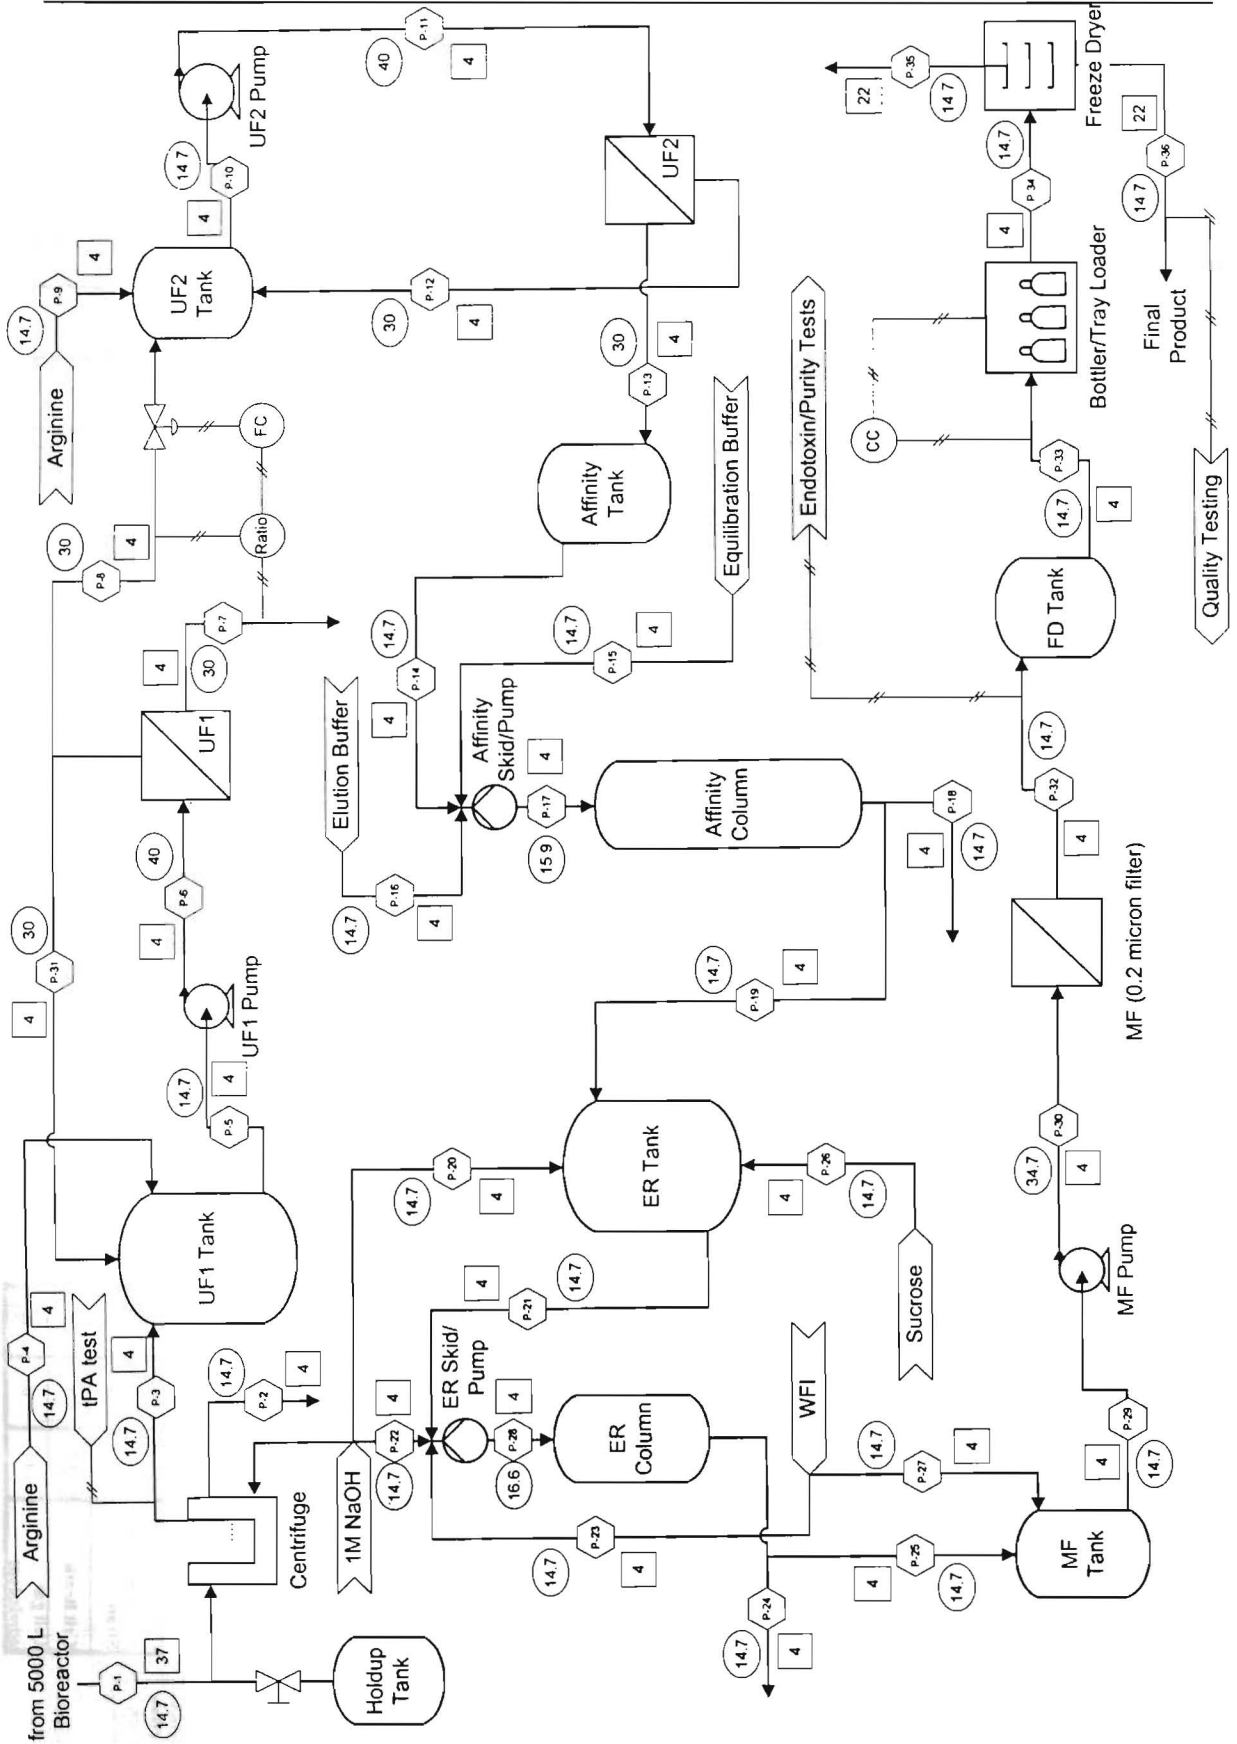 from 5000 L
Bioreactor
P-1
37
14.7
Holdup
Tank
Centrifuge
P-2
14.7
4
tPA test
P-3
14.7
4
Arginine
P-4
14.7
4
UF1 Tank
P-5
14.7
4
UF1 Pump
P-6
40
4
UF1
P-7
4
30
P-31
30
4
P-8
30
4
Ratio
FC
Arginine
P-9
14.7
4
UF2
Tank
P-10
14.7
4
UF2 Pump
P-11
40
4
UF2
P-12
30
4
P-13
30
4
Affinity
Tank
P-14
14.7
4
Equilibration Buffer
P-15
14.7
4
Elution Buffer
P-16
14.7
4
Affinity
Skid/Pump
P-17
4
15.9
Affinity
Column
P-18
4
14.7
P-19
14.7
4
1M NaOH
P-20
14.7
4
ER Tank
P-26
4
14.7
Sucrose
P-21
4
14.7
P-22
4
14.7
ER Skid/
Pump
P-28
4
16.6
ER
Column
P-23
14.7
4
WFI
P-24
14.7
4
P-25
4
14.7
P-27
14.7
4
MF
Tank
P-29
4
14.7
MF Pump
P-30
34.7
4
MF (0.2 micron filter)
P-32
14.7
4
Endotoxin/Purity Tests
FD Tank
P-33
14.7
4
CC
Bottler/Tray Loader
P-34
4
14.7
Freeze Dryer
P-35
22
14.7
P-36
22
14.7
Final
Product
Quality Testing